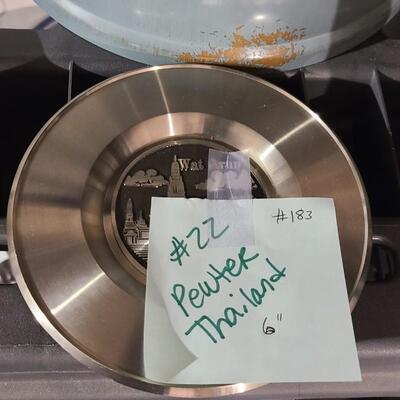 Wat Arun
#183
#22
Pewter
Thailand
6"